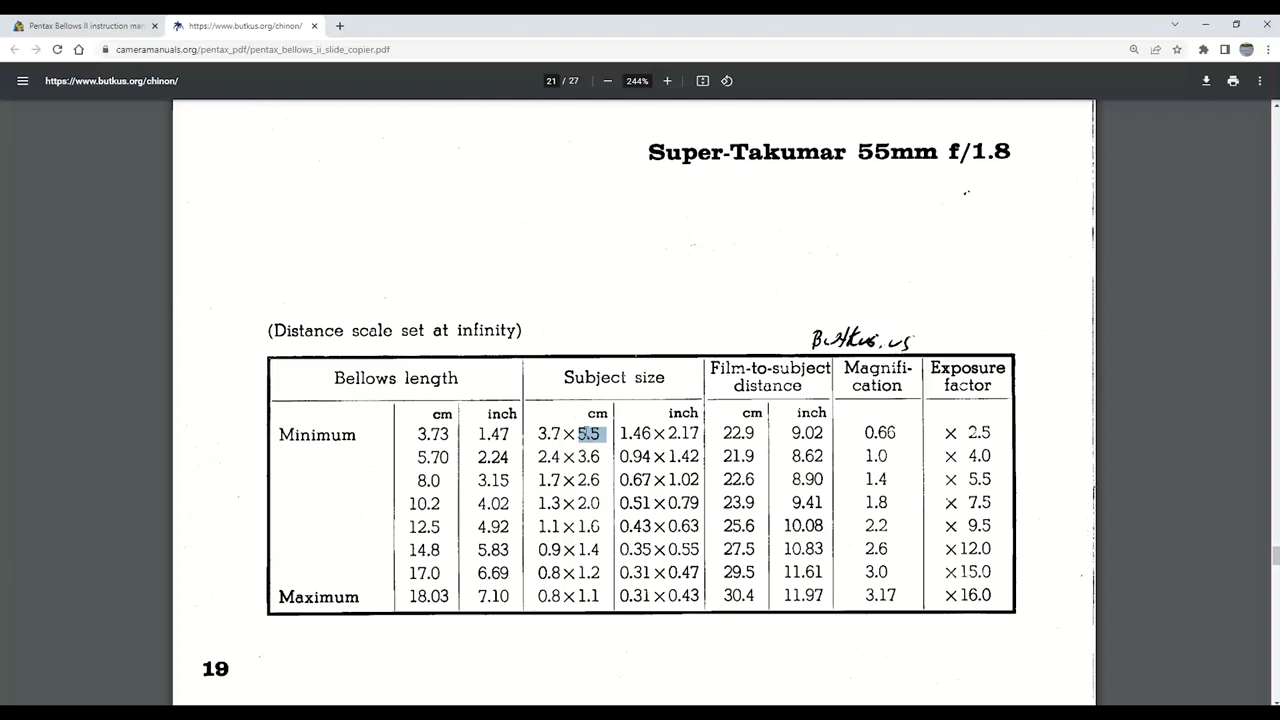 Pentax Bellows II instruction man
https://www.butkus.org/chinon/
cameramanuals.org/pentax_pdf/pentax_bellows_ii_slide_copier.pdf
https://www.butkus.org/chinon/
21 / 27
244%
Super-Takumar 55mm f/1.8
(Distance scale set at infinity)
Butkus.us
Bellows length Subject size Film-to-subject distance Magnifi-cation Exposure factor
cm inch cm inch cm inch
Minimum 3.73 1.47 3.7×5.5 1.46×2.17 22.9 9.02 0.66 × 2.5
5.70 2.24 2.4×3.6 0.94×1.42 21.9 8.62 1.0 × 4.0
8.0 3.15 1.7×2.6 0.67×1.02 22.6 8.90 1.4 × 5.5
10.2 4.02 1.3×2.0 0.51×0.79 23.9 9.41 1.8 × 7.5
12.5 4.92 1.1×1.6 0.43×0.63 25.6 10.08 2.2 × 9.5
14.8 5.83 0.9×1.4 0.35×0.55 27.5 10.83 2.6 ×12.0
17.0 6.69 0.8×1.2 0.31×0.47 29.5 11.61 3.0 ×15.0
Maximum 18.03 7.10 0.8×1.1 0.31×0.43 30.4 11.97 3.17 ×16.0
19